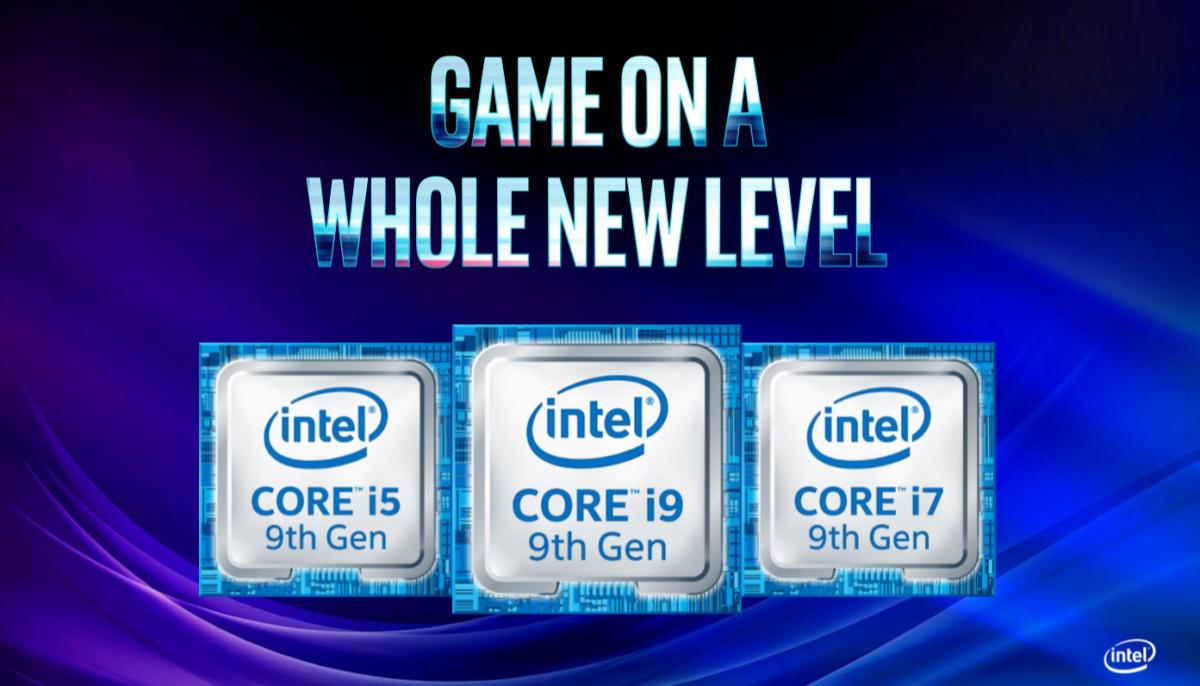 GAME ON A
WHOLE NEW LEVEL
intel®
CORE™ i5
9th Gen
intel®
CORE™ i9
9th Gen
intel®
CORE™ i7
9th Gen
intel